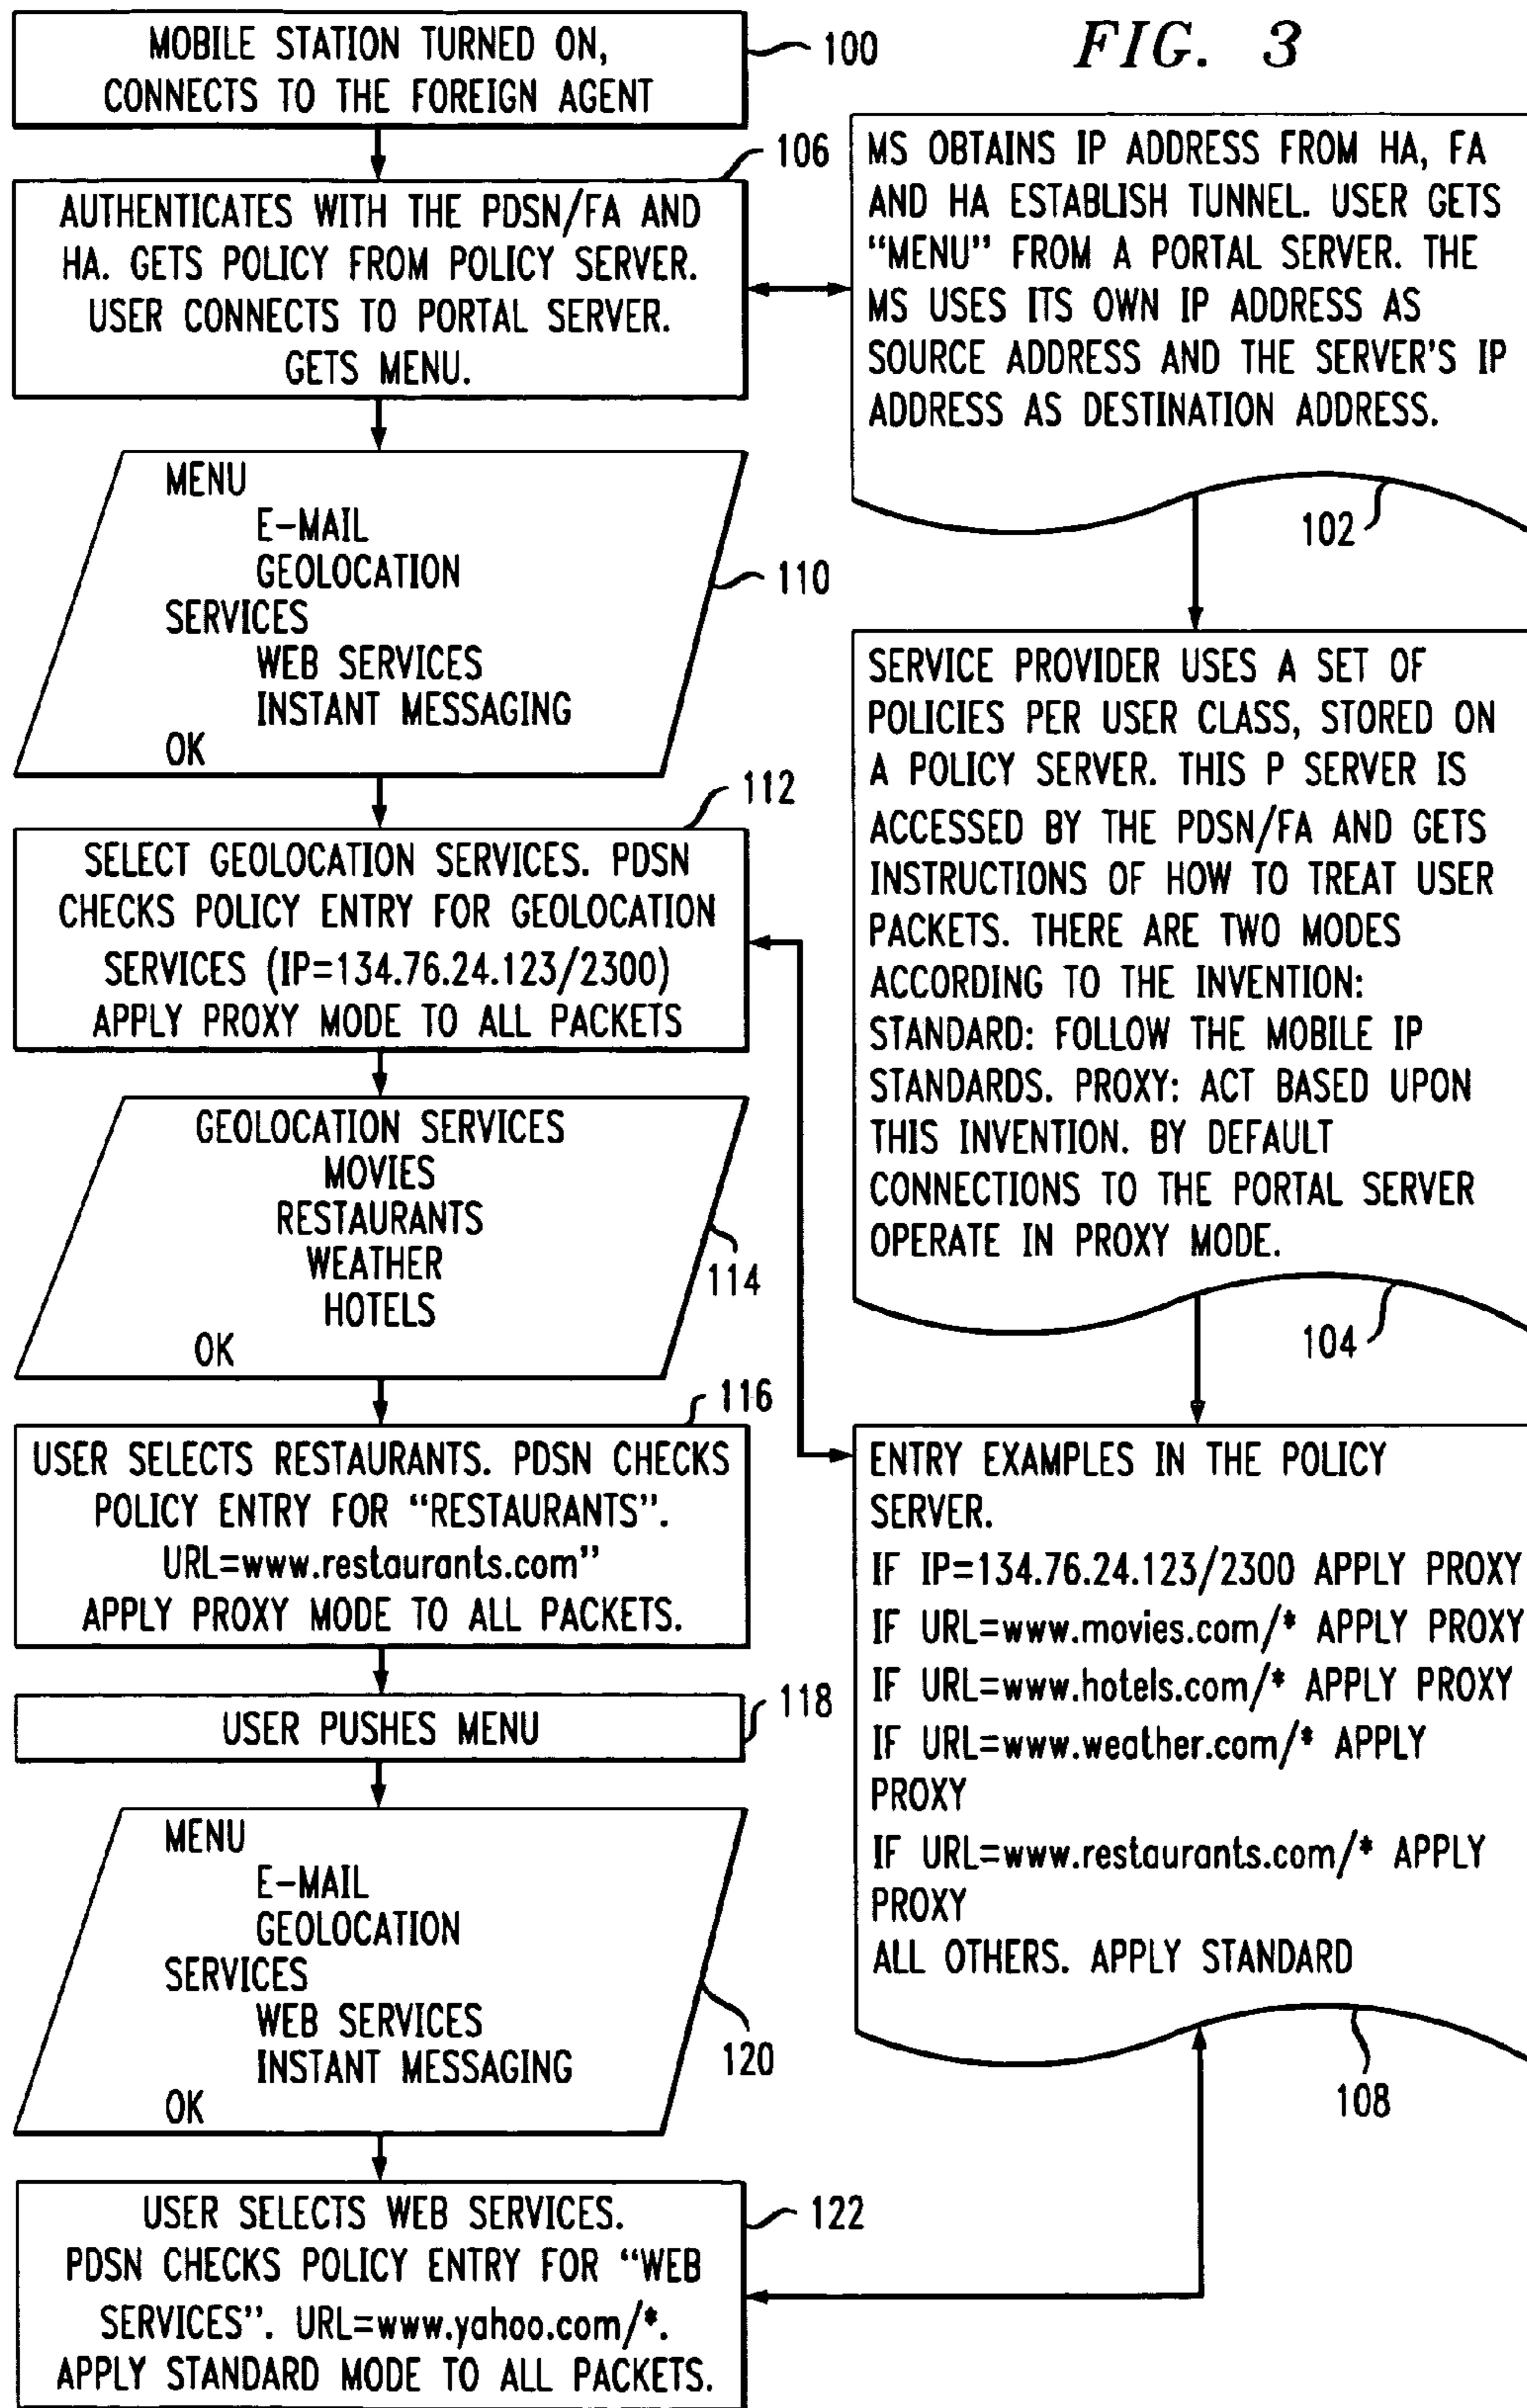 FIG. 3
MOBILE STATION TURNED ON,
CONNECTS TO THE FOREIGN AGENT
100
106
AUTHENTICATES WITH THE PDSN/FA AND
HA. GETS POLICY FROM POLICY SERVER.
USER CONNECTS TO PORTAL SERVER.
GETS MENU.
MENU
E-MAIL
GEOLOCATION
SERVICES
WEB SERVICES
INSTANT MESSAGING
OK
110
112
SELECT GEOLOCATION SERVICES. PDSN
CHECKS POLICY ENTRY FOR GEOLOCATION
SERVICES (IP=134.76.24.123/2300)
APPLY PROXY MODE TO ALL PACKETS
GEOLOCATION SERVICES
MOVIES
RESTAURANTS
WEATHER
HOTELS
OK
114
116
USER SELECTS RESTAURANTS. PDSN CHECKS
POLICY ENTRY FOR “RESTAURANTS”.
URL=www.restaurants.com”
APPLY PROXY MODE TO ALL PACKETS.
USER PUSHES MENU
118
MENU
E-MAIL
GEOLOCATION
SERVICES
WEB SERVICES
INSTANT MESSAGING
OK
120
USER SELECTS WEB SERVICES.
PDSN CHECKS POLICY ENTRY FOR “WEB
SERVICES”. URL=www.yahoo.com/*.
APPLY STANDARD MODE TO ALL PACKETS.
122
MS OBTAINS IP ADDRESS FROM HA, FA
AND HA ESTABLISH TUNNEL. USER GETS
“MENU” FROM A PORTAL SERVER. THE
MS USES ITS OWN IP ADDRESS AS
SOURCE ADDRESS AND THE SERVER'S IP
ADDRESS AS DESTINATION ADDRESS.
102
SERVICE PROVIDER USES A SET OF
POLICIES PER USER CLASS, STORED ON
A POLICY SERVER. THIS P SERVER IS
ACCESSED BY THE PDSN/FA AND GETS
INSTRUCTIONS OF HOW TO TREAT USER
PACKETS. THERE ARE TWO MODES
ACCORDING TO THE INVENTION:
STANDARD: FOLLOW THE MOBILE IP
STANDARDS. PROXY: ACT BASED UPON
THIS INVENTION. BY DEFAULT
CONNECTIONS TO THE PORTAL SERVER
OPERATE IN PROXY MODE.
104
ENTRY EXAMPLES IN THE POLICY
SERVER.
IF IP=134.76.24.123/2300 APPLY PROXY
IF URL=www.movies.com/* APPLY PROXY
IF URL=www.hotels.com/* APPLY PROXY
IF URL=www.weather.com/* APPLY
PROXY
IF URL=www.restaurants.com/* APPLY
PROXY
ALL OTHERS. APPLY STANDARD
108